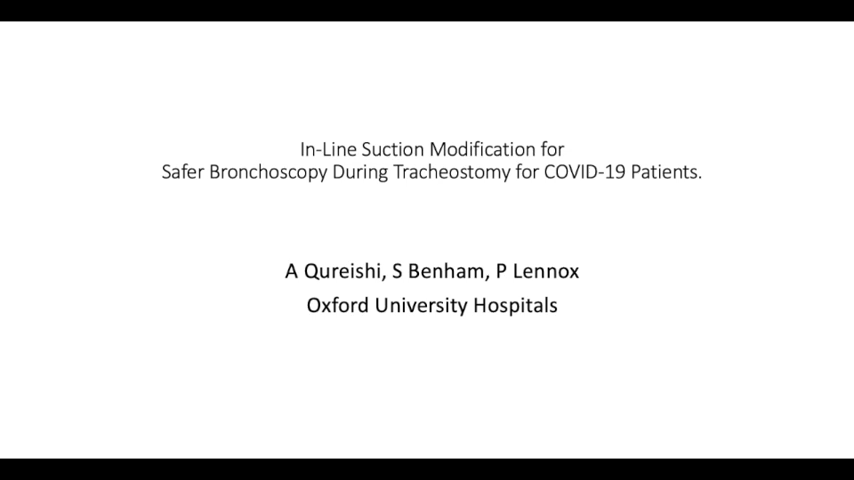 In-Line Suction Modification for
Safer Bronchoscopy During Tracheostomy for COVID-19 Patients.
A Qureishi, S Benham, P Lennox
Oxford University Hospitals